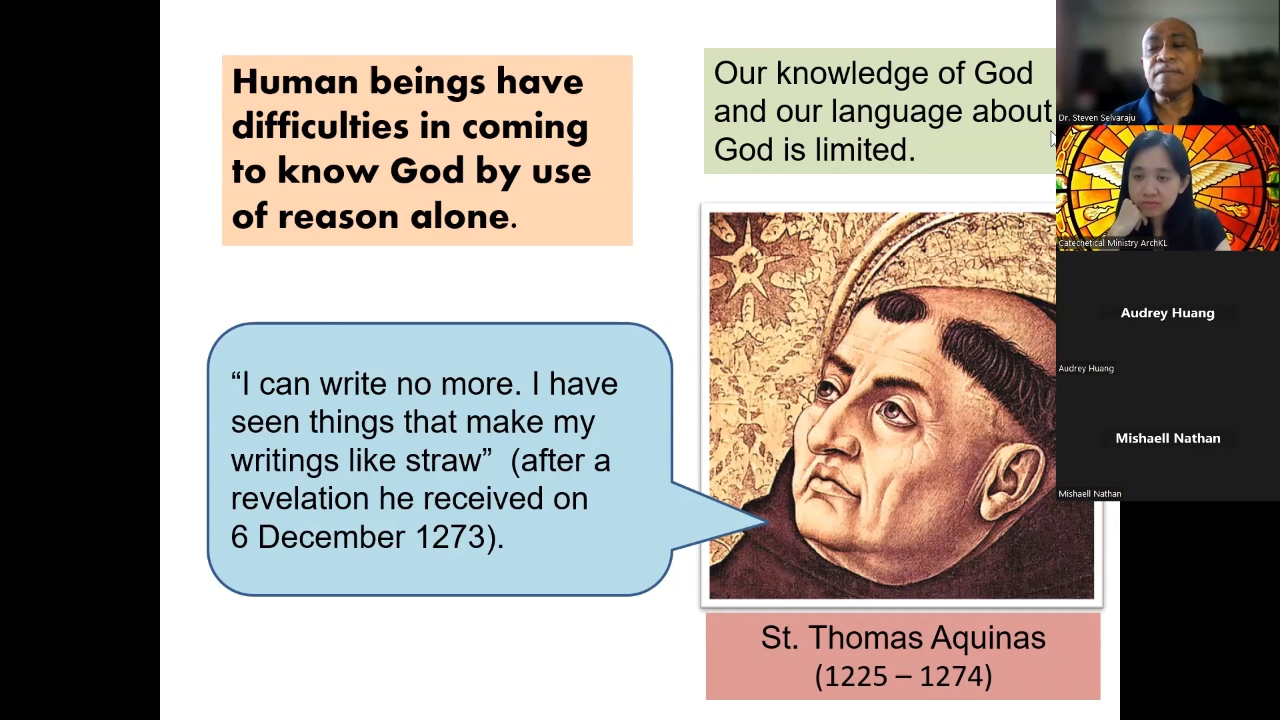 Human beings have
difficulties in coming
to know God by use
of reason alone.
Our knowledge of God
and our language about
God is limited.
“I can write no more. I have
seen things that make my
writings like straw” (after a
revelation he received on
6 December 1273).
St. Thomas Aquinas
(1225 – 1274)
Dr. Steven Selvaraju
Catechetical Ministry ArchKL
Audrey Huang
Audrey Huang
Mishaell Nathan
Mishaell Nathan